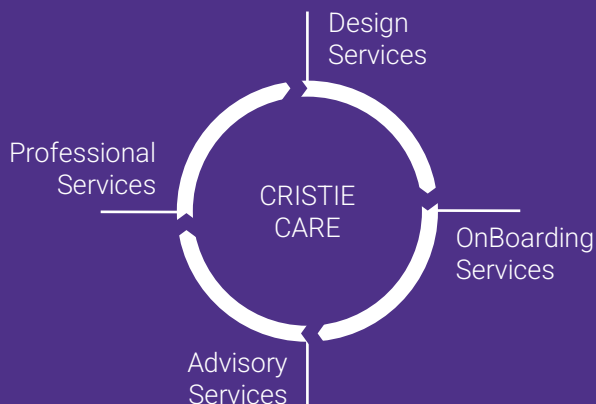 Design
Services
Professional
Services
CRISTIE
CARE
OnBoarding
Services
Advisory
Services